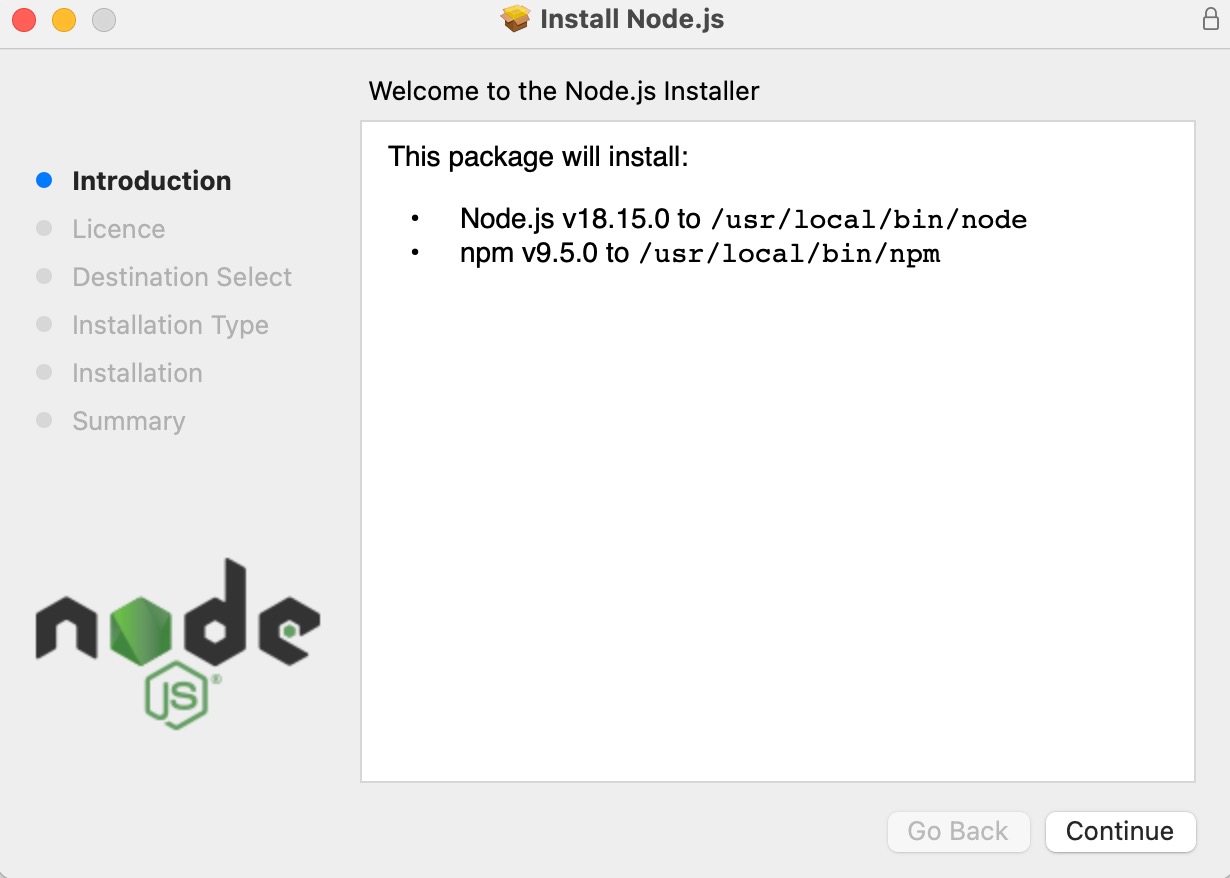 Install Node.js
Welcome to the Node.js Installer
Introduction
Licence
Destination Select
Installation Type
Installation
Summary
This package will install:
• Node.js v18.15.0 to /usr/local/bin/node
• npm v9.5.0 to /usr/local/bin/npm
node
JS®
Go Back
Continue